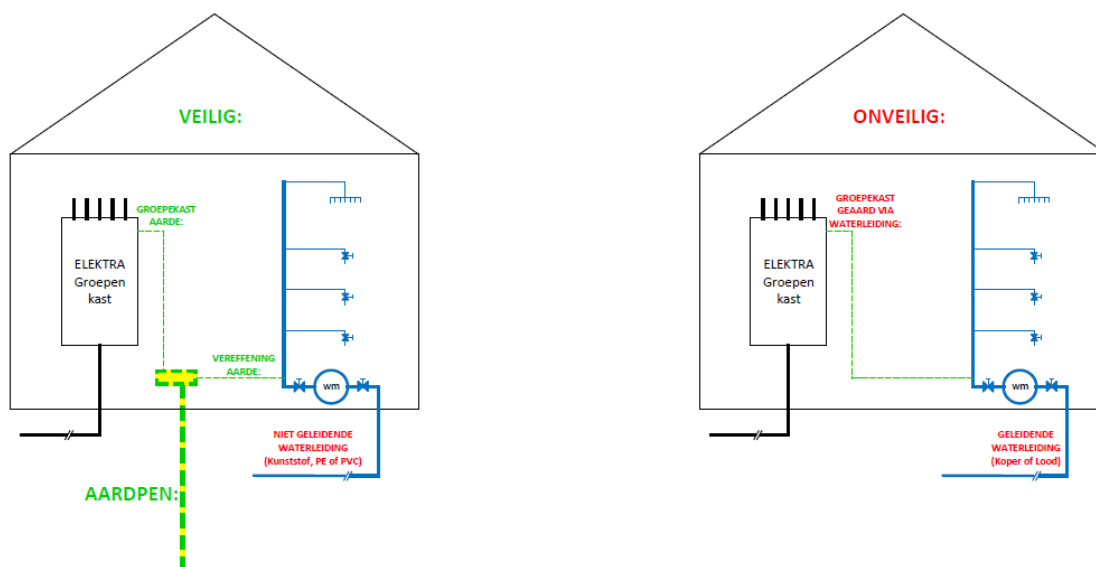 VEILIG:
GROEPEKAST
AARDE:
ELEKTRA
Groepen
kast
VEREFFENING
AARDE:
wm
NIET GELEIDENDE
WATERLEIDING
(Kunststof, PE of PVC)
AARDPEN:
ONVEILIG:
GROEPEKAST
GEAARD VIA
WATERLEIDING:
ELEKTRA
Groepen
kast
wm
GELEIDENDE
WATERLEIDING
(Koper of Lood)